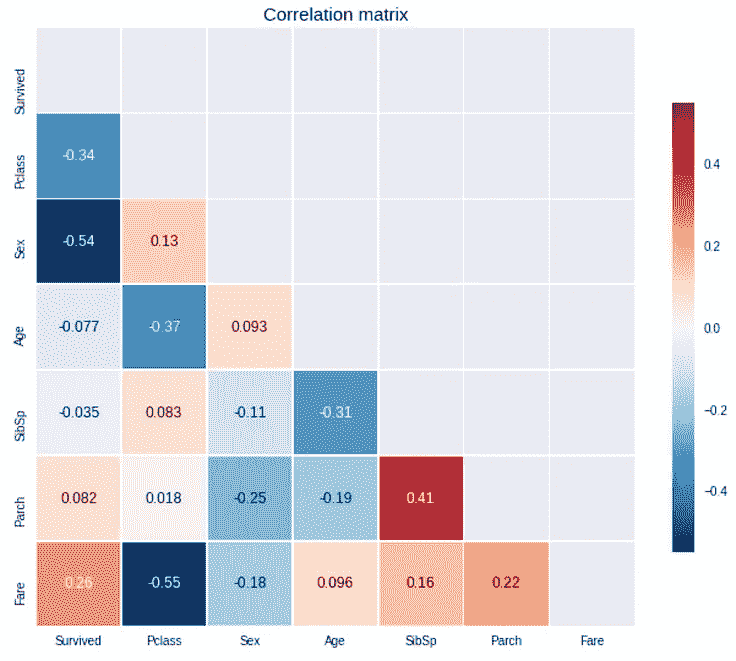 Correlation matrix
Survived
Pclass -0.34
Sex -0.54 0.13
Age -0.077 -0.37 0.093
SibSp -0.035 0.083 -0.11 -0.31
Parch 0.082 0.018 -0.25 -0.19 0.41
Fare 0.26 -0.55 -0.18 0.096 0.16 0.22
Survived Pclass Sex Age SibSp Parch Fare
0.4
0.2
0.0
-0.2
-0.4